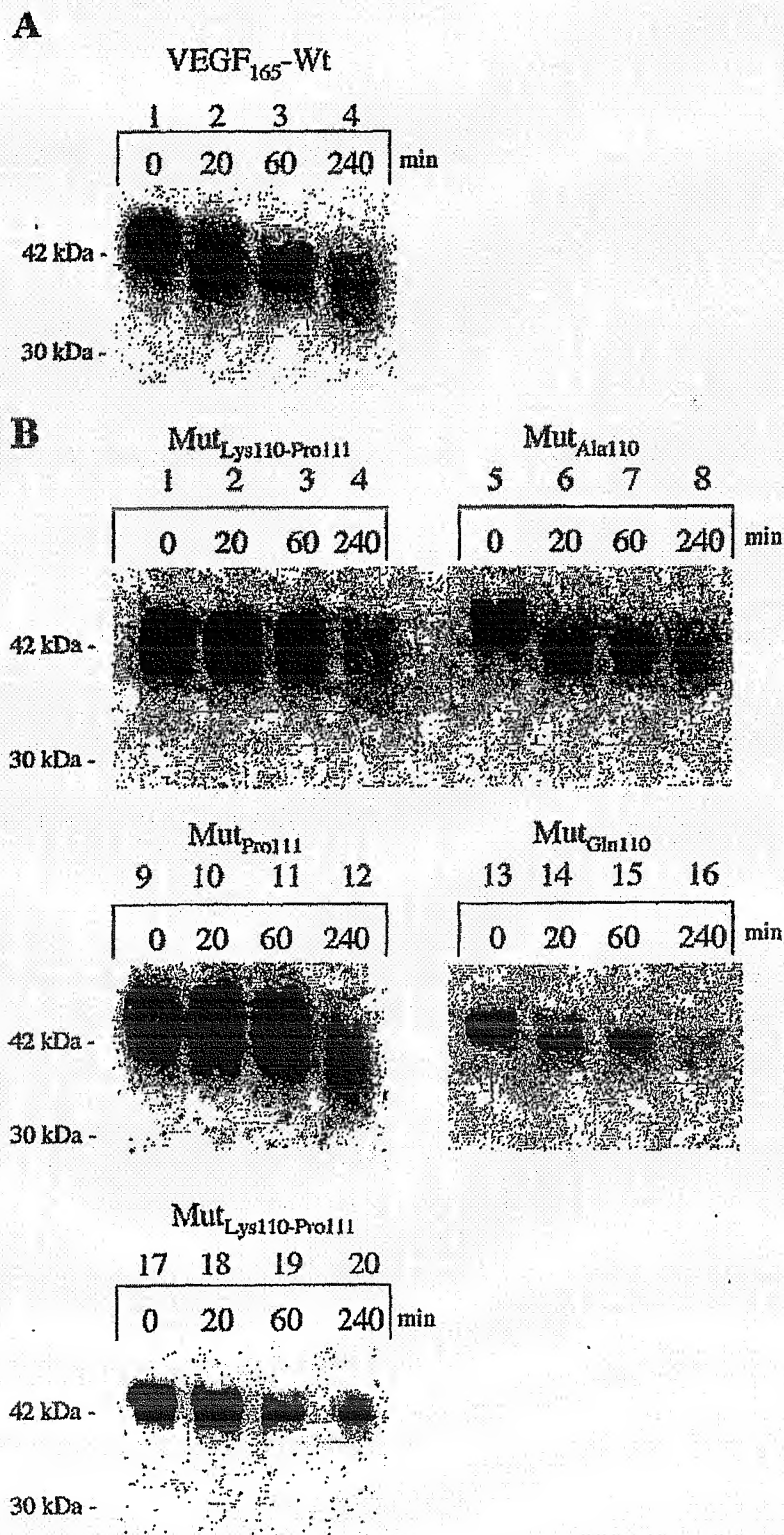 A
VEGF165-Wt
1 2 3 4
0 20 60 240 min
42 kDa -
30 kDa -
B
MutLys110-Pro111 MutAla110
1 2 3 4 5 6 7 8
0 20 60 240 0 20 60 240 min
42 kDa -
30 kDa -
MutPro111 MutGln110
9 10 11 12 13 14 15 16
0 20 60 240 0 20 60 240 min
42 kDa -
30 kDa -
MutLys110-Pro111
17 18 19 20
0 20 60 240 min
42 kDa -
30 kDa -